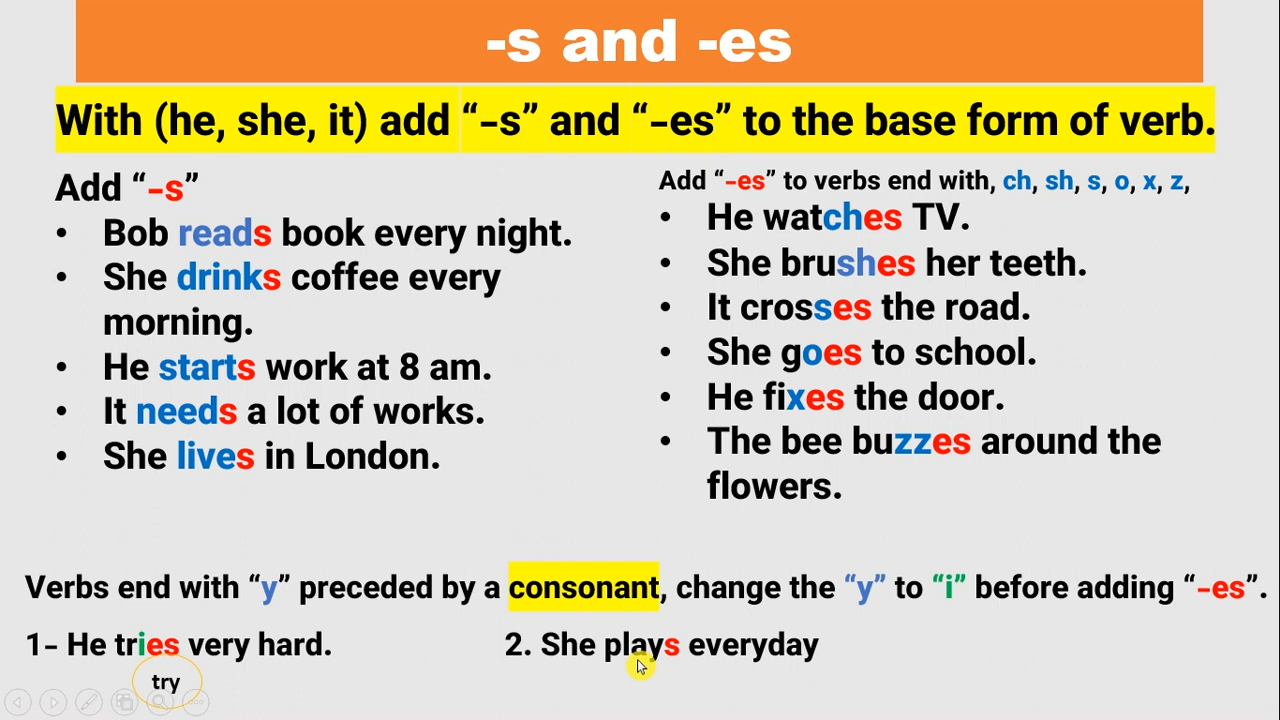 -s and -es
With (he, she, it) add “-s” and “-es” to the base form of verb.
Add “-s”
• Bob reads book every night.
• She drinks coffee every
morning.
• He starts work at 8 am.
• It needs a lot of works.
• She lives in London.
Add “-es” to verbs end with, ch, sh, s, o, x, z,
• He watches TV.
• She brushes her teeth.
• It crosses the road.
• She goes to school.
• He fixes the door.
• The bee buzzes around the
flowers.
Verbs end with “y” preceded by a consonant, change the “y” to “i” before adding “-es”.
1- He tries very hard.
try
2. She plays everyday